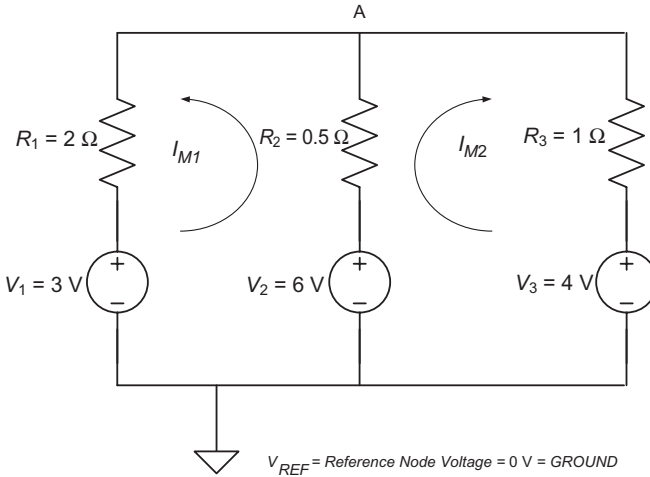 A
R1 = 2 Ω
IM1
R2 = 0.5 Ω
IM2
R3 = 1 Ω
+
+
+
V1 = 3 V
V2 = 6 V
V3 = 4 V
−
−
−
VREF = Reference Node Voltage = 0 V = GROUND